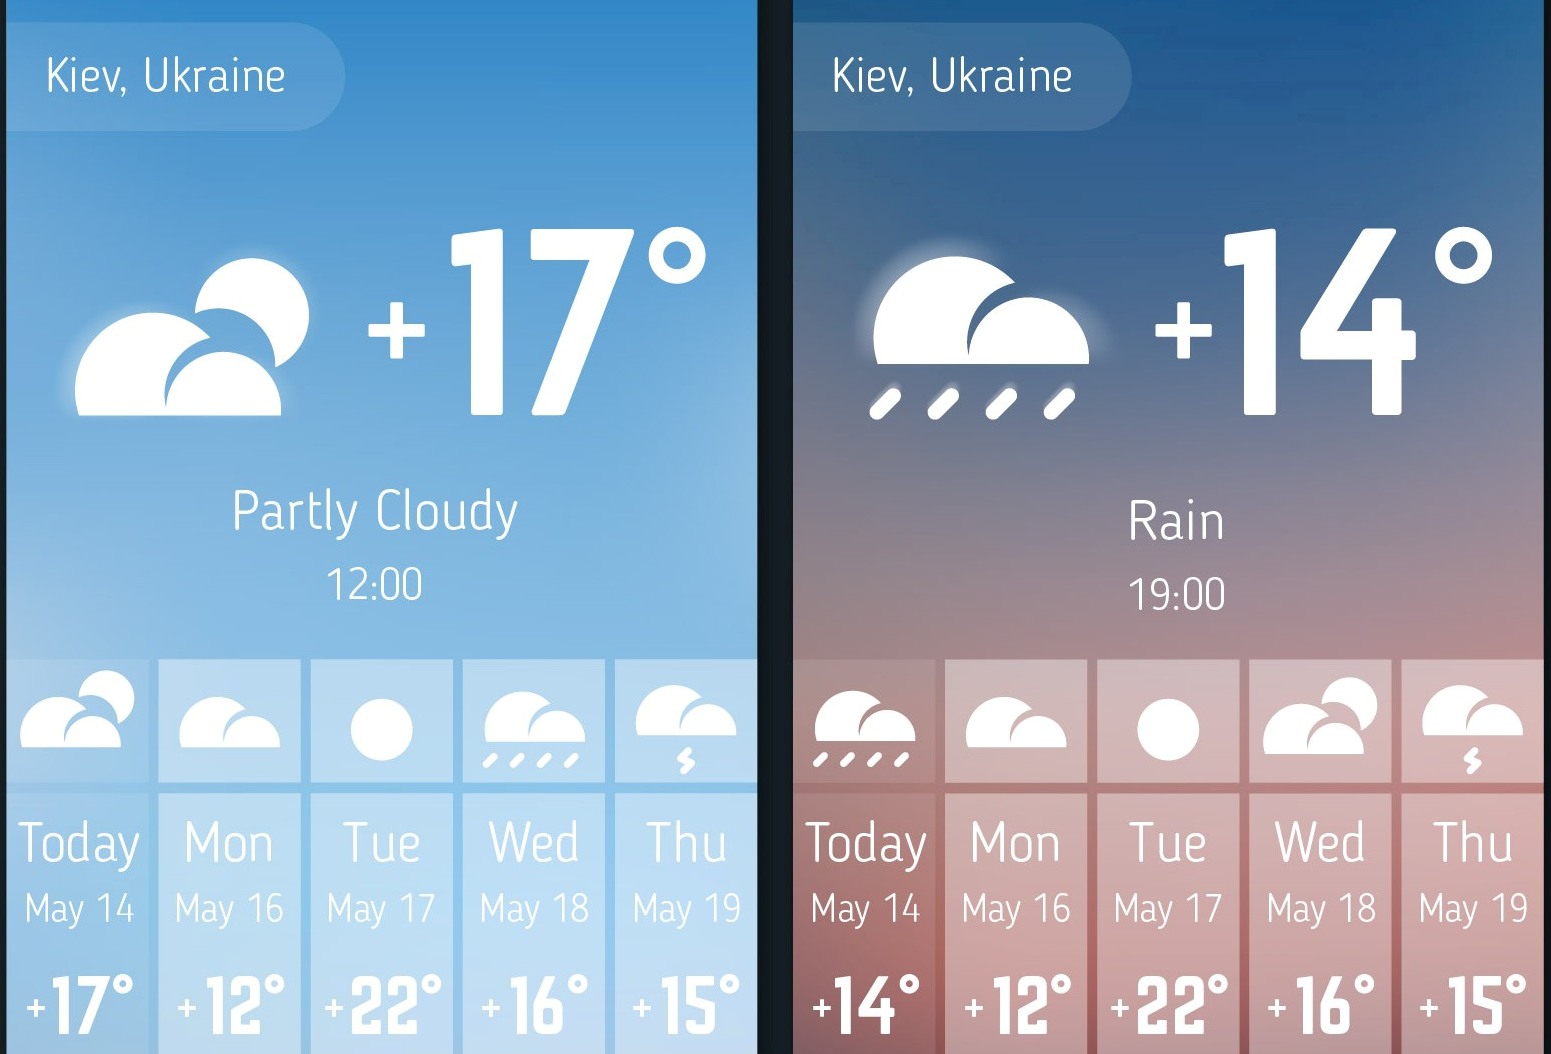 Kiev, Ukraine
+17°
Partly Cloudy
12:00
Today
May 14
+17°
Mon
May 16
+12°
Tue
May 17
+22°
Wed
May 18
+16°
Thu
May 19
+15°
Kiev, Ukraine
+14°
Rain
19:00
Today
May 14
+14°
Mon
May 16
+12°
Tue
May 17
+22°
Wed
May 18
+16°
Thu
May 19
+15°